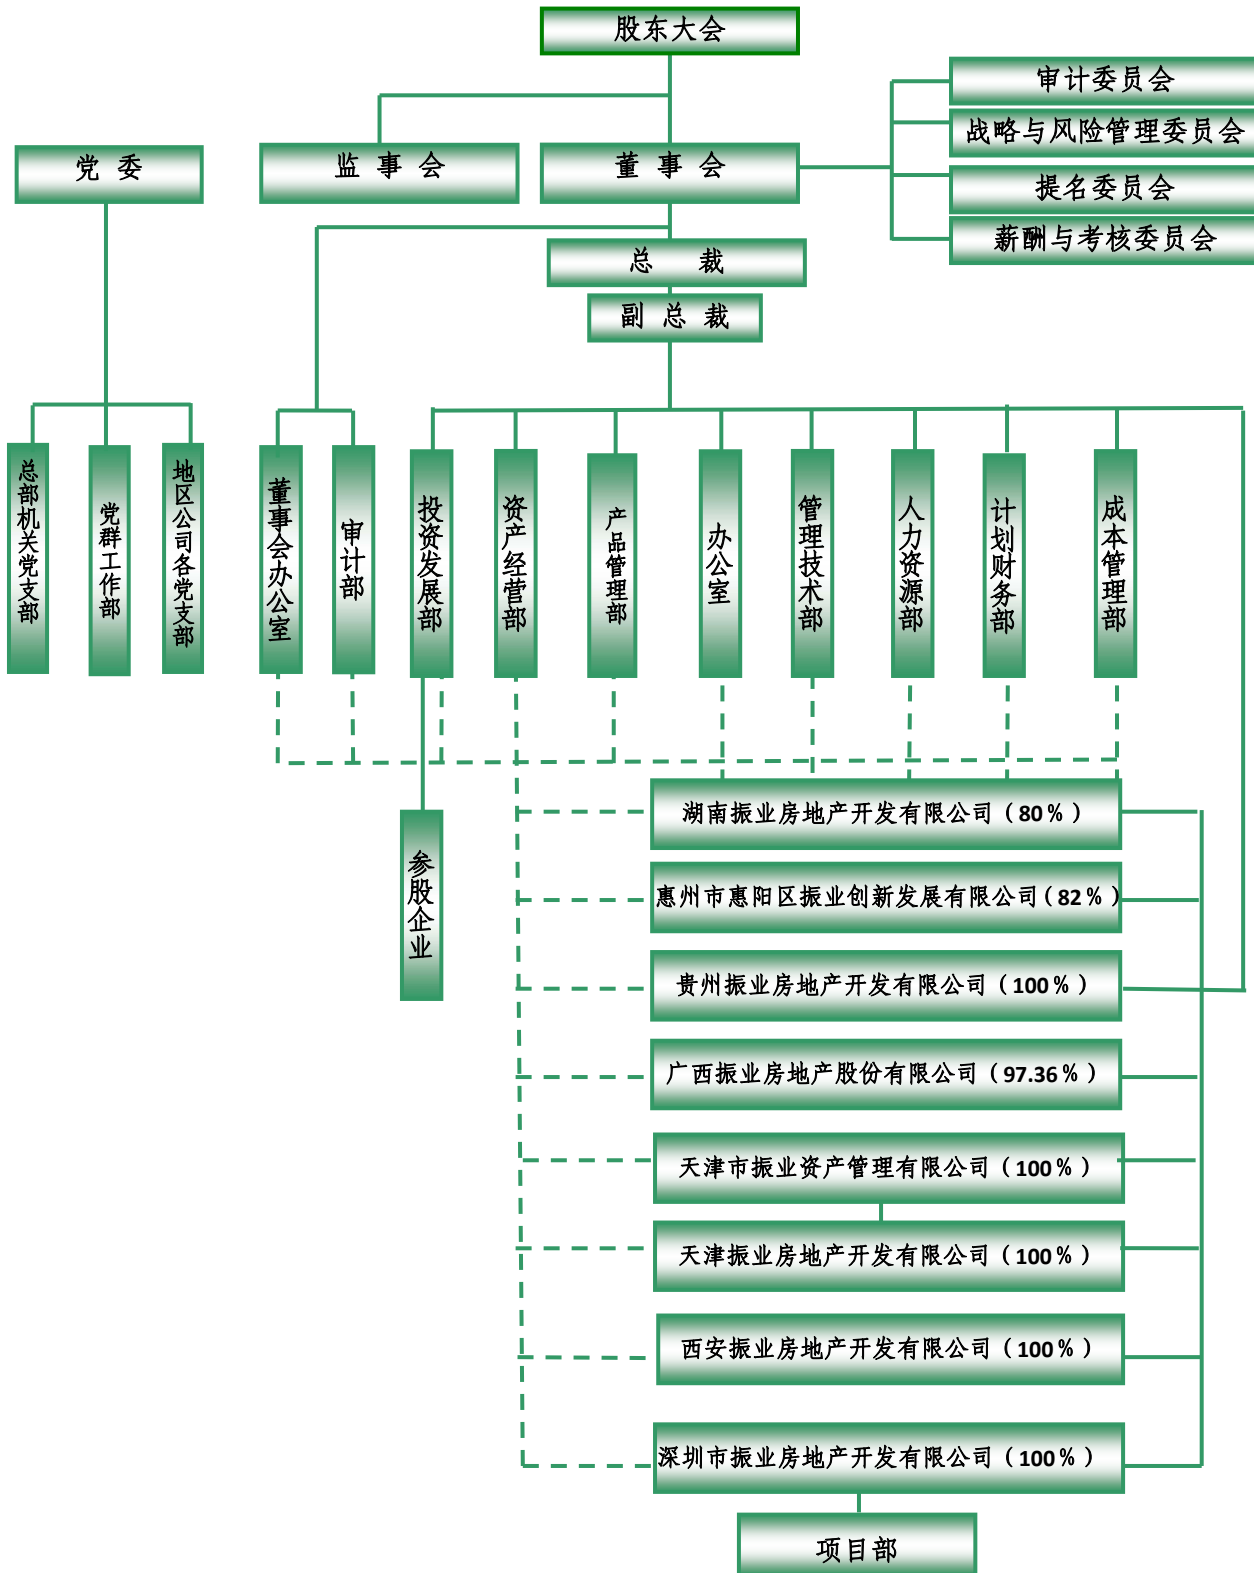 股东大会
审计委员会
战略与风险管理委员会
党 委
监 事 会
董 事 会
提名委员会
薪酬与考核委员会
总 裁
副 总 裁
总部机关党支部
党群工作部
地区公司各党支部
董事会办公室
审计部
投资发展部
资产经营部
产品管理部
办公室
管理技术部
人力资源部
计划财务部
成本管理部
参股企业
湖南振业房地产开发有限公司（80%）
惠州市惠阳区振业创新发展有限公司（82%）
贵州振业房地产开发有限公司（100%）
广西振业房地产股份有限公司（97.36%）
天津市振业资产管理有限公司（100%）
天津振业房地产开发有限公司（100%）
西安振业房地产开发有限公司（100%）
深圳市振业房地产开发有限公司（100%）
项目部